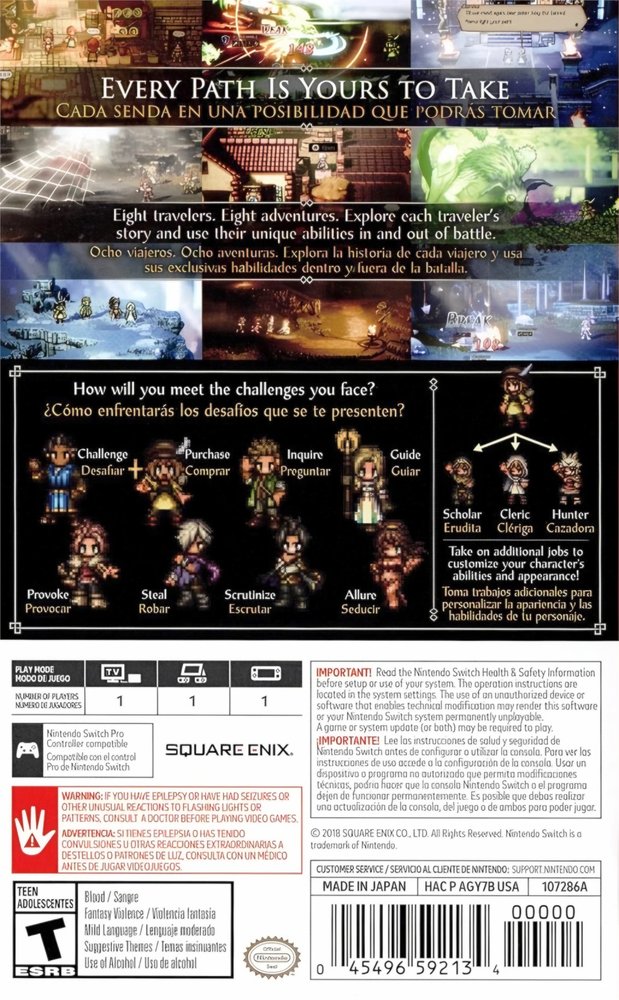 EVERY PATH IS YOURS TO TAKE
CADA SENDA EN UNA POSIBILIDAD QUE PODRÁS TOMAR
Eight travelers. Eight adventures. Explore each traveler's
story and use their unique abilities in and out of battle.
Ocho viajeros. Ocho aventuras. Explora la historia de cada viajero y usa
sus exclusivas habilidades dentro y fuera de la batalla.
BREAK
How will you meet the challenges you face?
¿Cómo enfrentarás los desafíos que se te presenten?
Challenge
Desafiar
Purchase
Comprar
Inquire
Preguntar
Guide
Guiar
Provoke
Provocar
Steal
Robar
Scrutinize
Escrutar
Allure
Seducir
Scholar
Erudita
Cleric
Clériga
Hunter
Cazadora
Take on additional jobs to
customize your character's
abilities and appearance!
Toma trabajos adicionales para
personalizar la apariencia y las
habilidades de tu personaje.
PLAY MODE
MODO DE JUEGO
TV
NUMBER OF PLAYERS
NÚMERO DE JUGADORES
1
1
1
Nintendo Switch Pro
Controller compatible
Compatible con el control
Pro de Nintendo Switch
SQUARE ENIX.
WARNING: IF YOU HAVE EPILEPSY OR HAVE HAD SEIZURES OR
OTHER UNUSUAL REACTIONS TO FLASHING LIGHTS OR
PATTERNS, CONSULT A DOCTOR BEFORE PLAYING VIDEO GAMES.
ADVERTENCIA: SI TIENES EPILEPSIA O HAS TENIDO
CONVULSIONES U OTRAS REACCIONES EXTRAORDINARIAS A
DESTELLOS O PATRONES DE LUZ, CONSULTA CON UN MÉDICO
ANTES DE JUGAR VIDEOJUEGOS.
TEEN
ADOLESCENTES
T
ESRB
Blood / Sangre
Fantasy Violence / Violencia fantasía
Mild Language / Lenguaje moderado
Suggestive Themes / Temas insinuantes
Use of Alcohol / Uso de alcohol
Official
Nintendo
Seal
IMPORTANT! Read the Nintendo Switch Health & Safety Information
before setup or use of your system. The operation instructions are
located in the system settings. The use of an unauthorized device or
software that enables technical modification may render this software
or your Nintendo Switch system permanently unplayable.
A game or system update (or both) may be required to play.
¡IMPORTANTE! Lee las instrucciones de salud y seguridad de
Nintendo Switch antes de configurar o utilizar la consola. Para ver las
instrucciones de uso accede a la configuración de la consola. Usar un
dispositivo o programa no autorizado que permita modificaciones
técnicas, podría hacer que la consola Nintendo Switch o el programa
dejen de funcionar permanentemente. Es posible que debas realizar
una actualización de la consola, del juego o de ambos para poder jugar.
© 2018 SQUARE ENIX CO., LTD. All Rights Reserved. Nintendo Switch is a
trademark of Nintendo.
CUSTOMER SERVICE / SERVICIO AL CLIENTE DE NINTENDO: SUPPORT.NINTENDO.COM
MADE IN JAPAN
HAC P AGY7B USA
107286A
00000
0 45496 59213 4